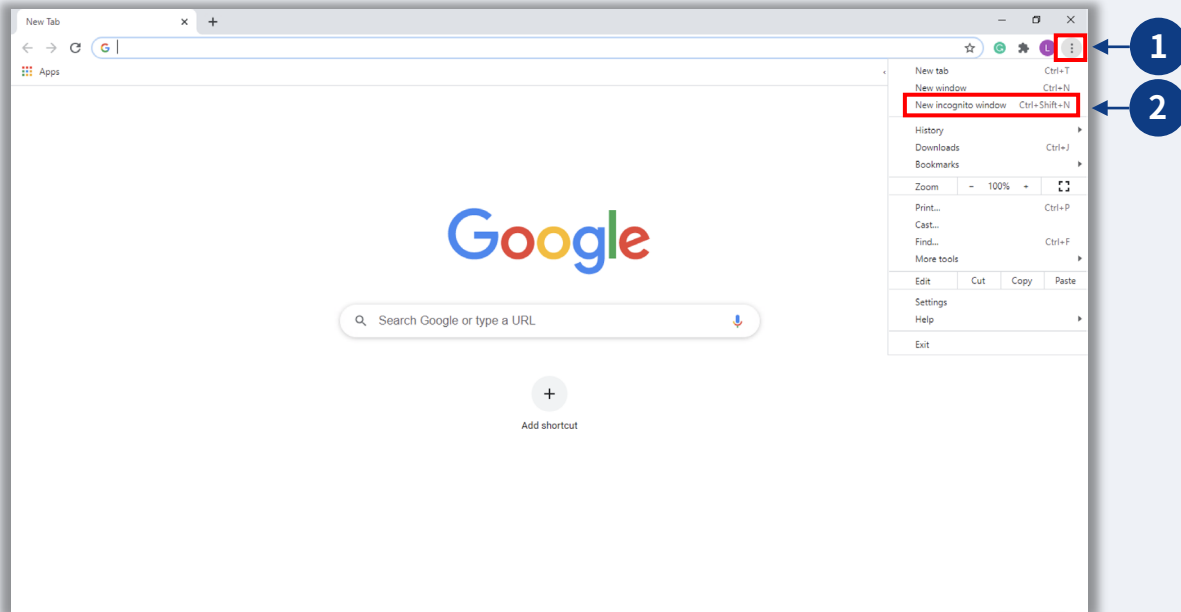 New Tab
Apps
L
1
New tab Ctrl+T
New window Ctrl+N
2
New incognito window Ctrl+Shift+N
History
Downloads Ctrl+J
Bookmarks
Zoom - 100% +
Print... Ctrl+P
Cast...
Find... Ctrl+F
More tools
Edit Cut Copy Paste
Settings
Help
Exit
Google
Search Google or type a URL
Add shortcut